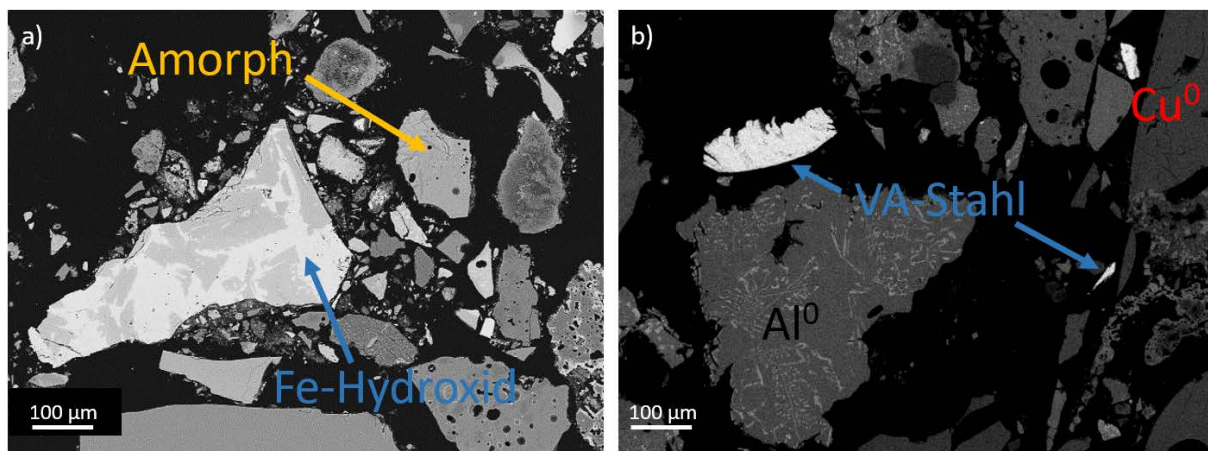 a)
Amorph
Fe-Hydroxid
100 µm
b)
Cu⁰
VA-Stahl
Al⁰
100 µm